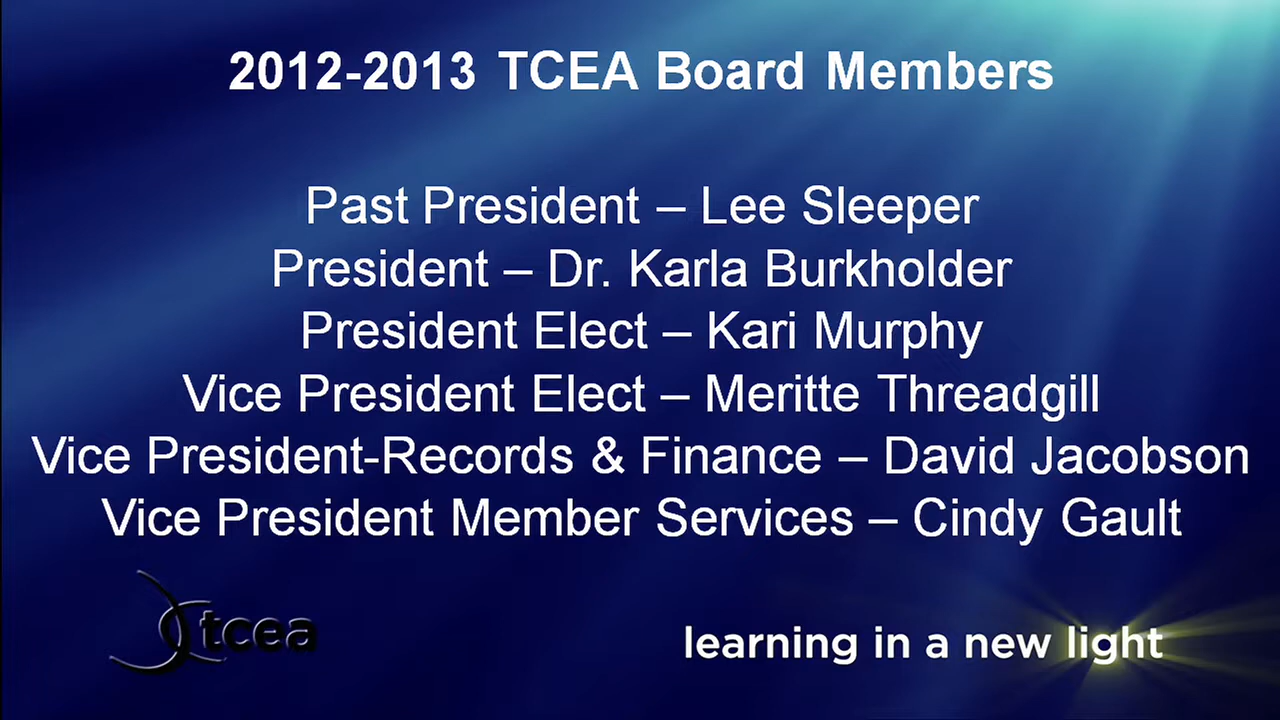 2012-2013 TCEA Board Members
Past President – Lee Sleeper
President – Dr. Karla Burkholder
President Elect – Kari Murphy
Vice President Elect – Meritte Threadgill
Vice President-Records & Finance – David Jacobson
Vice President Member Services – Cindy Gault
tcea
learning in a new light